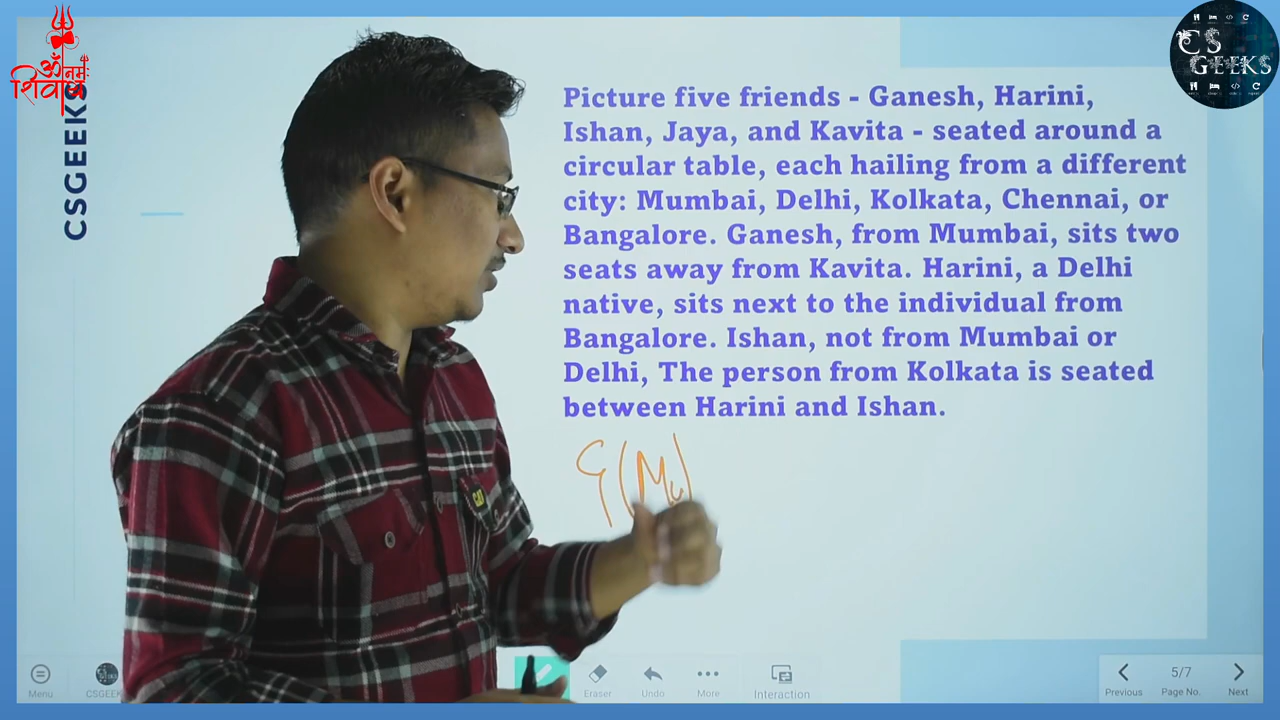 ॐ नमः
शिवाय
CSGEEKS
CS
GEEKS
Picture five friends - Ganesh, Harini,
Ishan, Jaya, and Kavita - seated around a
circular table, each hailing from a different
city: Mumbai, Delhi, Kolkata, Chennai, or
Bangalore. Ganesh, from Mumbai, sits two
seats away from Kavita. Harini, a Delhi
native, sits next to the individual from
Bangalore. Ishan, not from Mumbai or
Delhi, The person from Kolkata is seated
between Harini and Ishan.
G (Mu)
Menu
CSGEEK
Eraser
Undo
More
Interaction
Previous
5/7
Page No.
Next